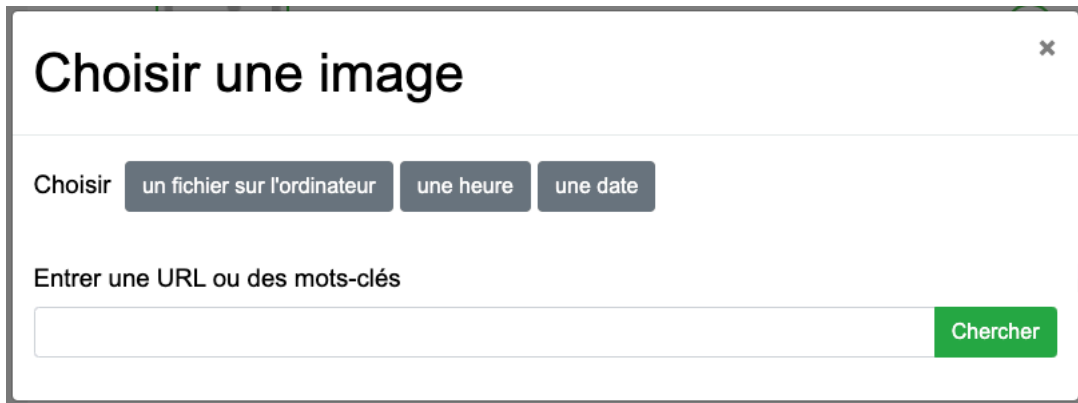 Choisir une image
×
Choisir un fichier sur l'ordinateur une heure une date
Entrer une URL ou des mots-clés
Chercher